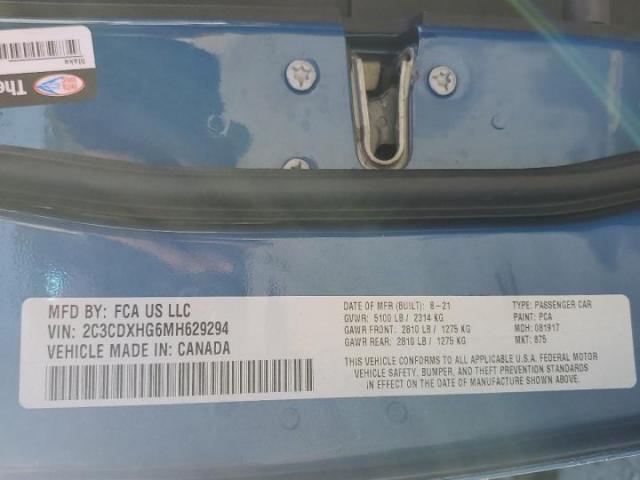 Make
The
MFD BY: FCA US LLC
VIN: 2C3CDXHG6MH629294
VEHICLE MADE IN: CANADA
DATE OF MFR (BUILT): 8-21
GVWR: 5100 LB / 2314 KG
GAWR FRONT: 2810 LB / 1275 KG
GAWR REAR: 2810 LB / 1275 KG
TYPE: PASSENGER CAR
PAINT: PCA
MDH: 081917
MKT: 875
THIS VEHICLE CONFORMS TO ALL APPLICABLE U.S.A. FEDERAL MOTOR
VEHICLE SAFETY, BUMPER, AND THEFT PREVENTION STANDARDS
IN EFFECT ON THE DATE OF MANUFACTURE SHOWN ABOVE.